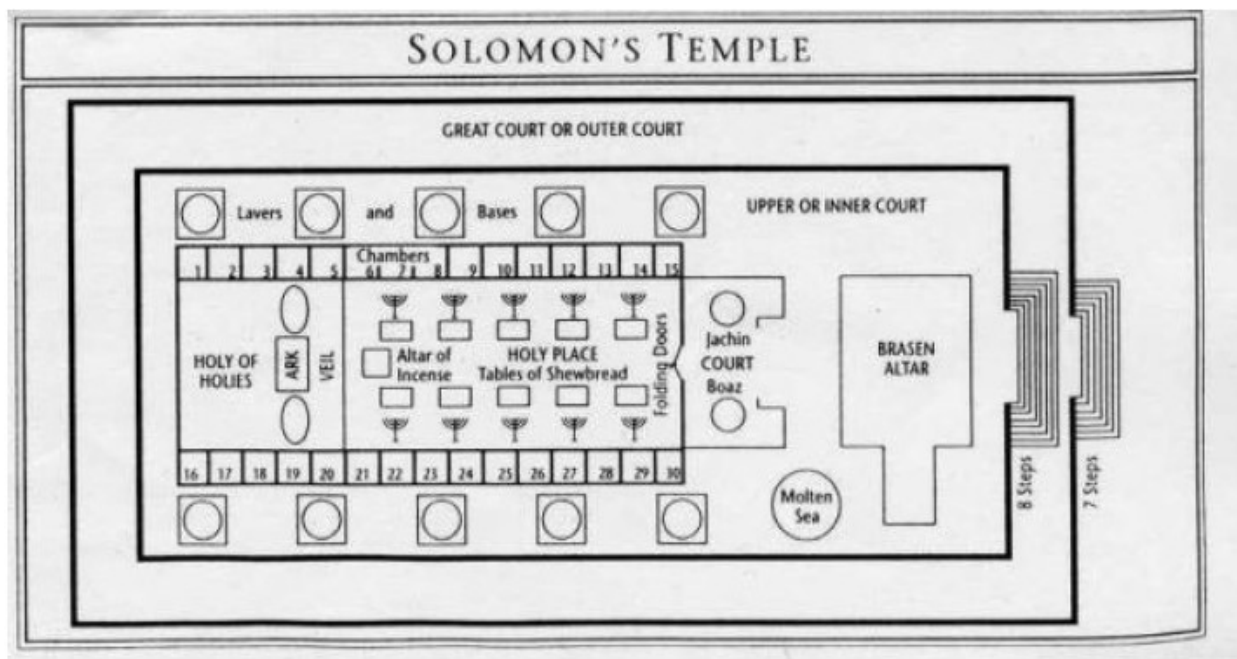 SOLOMON'S TEMPLE
GREAT COURT OR OUTER COURT
UPPER OR INNER COURT
Lavers and Bases
Chambers
1 2 3 4 5 6 7 8 9 10 11 12 13 14 15
HOLY OF
HOLIES
ARK
VEIL
Altar of
Incense
HOLY PLACE
Tables of Shewbread
Folding Doors
Jachin
COURT
Boaz
BRASEN
ALTAR
16 17 18 19 20 21 22 23 24 25 26 27 28 29 30
Molten
Sea
8 Steps
7 Steps